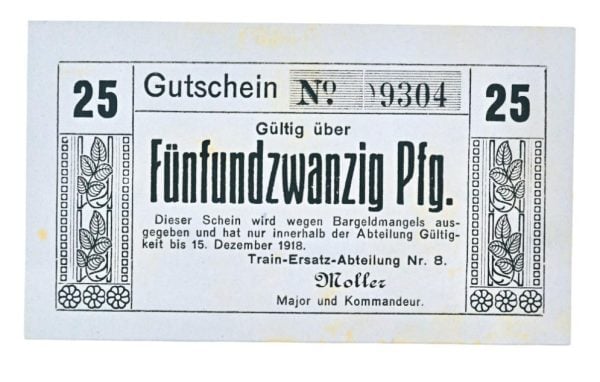 25 Gutschein No. 9304 25
Gültig über
Fünfundzwanzig Pfg.
Dieser Schein wird wegen Bargeldmangels aus-
gegeben und hat nur innerhalb der Abteilung Gültig-
keit bis 15. Dezember 1918.
Train-Ersatz-Abteilung Nr. 8.
Moller
Major und Kommandeur.